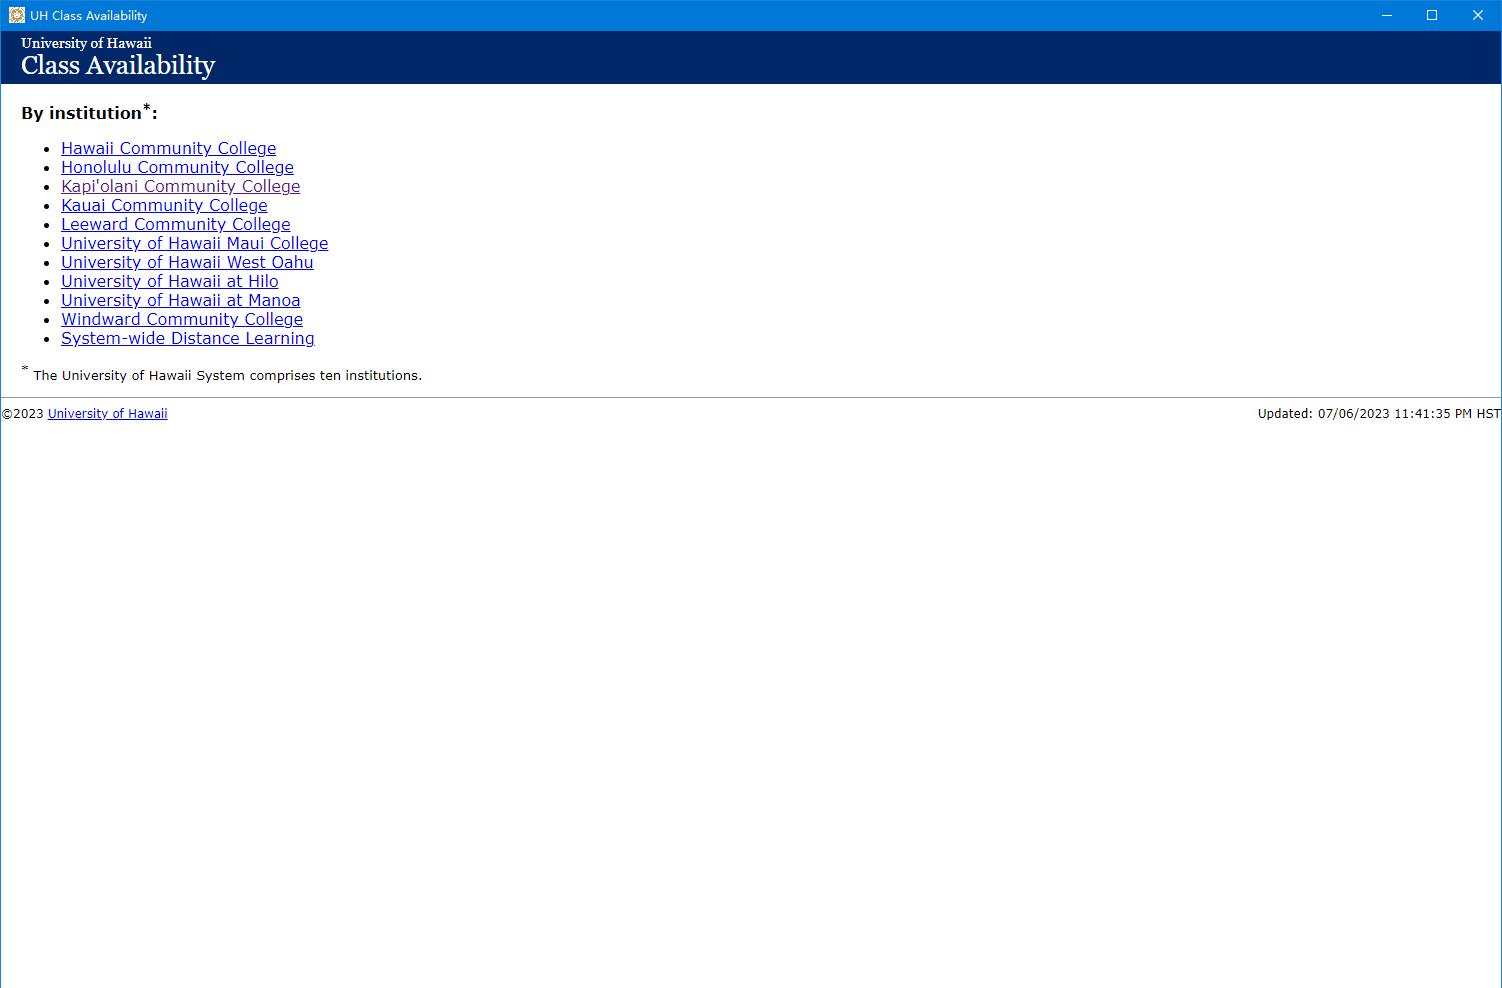 UH Class Availability
University of Hawaii
Class Availability
By institution*:
Hawaii Community College
Honolulu Community College
Kapi'olani Community College
Kauai Community College
Leeward Community College
University of Hawaii Maui College
University of Hawaii West Oahu
University of Hawaii at Hilo
University of Hawaii at Manoa
Windward Community College
System-wide Distance Learning
* The University of Hawaii System comprises ten institutions.
©2023 University of Hawaii
Updated: 07/06/2023 11:41:35 PM HST